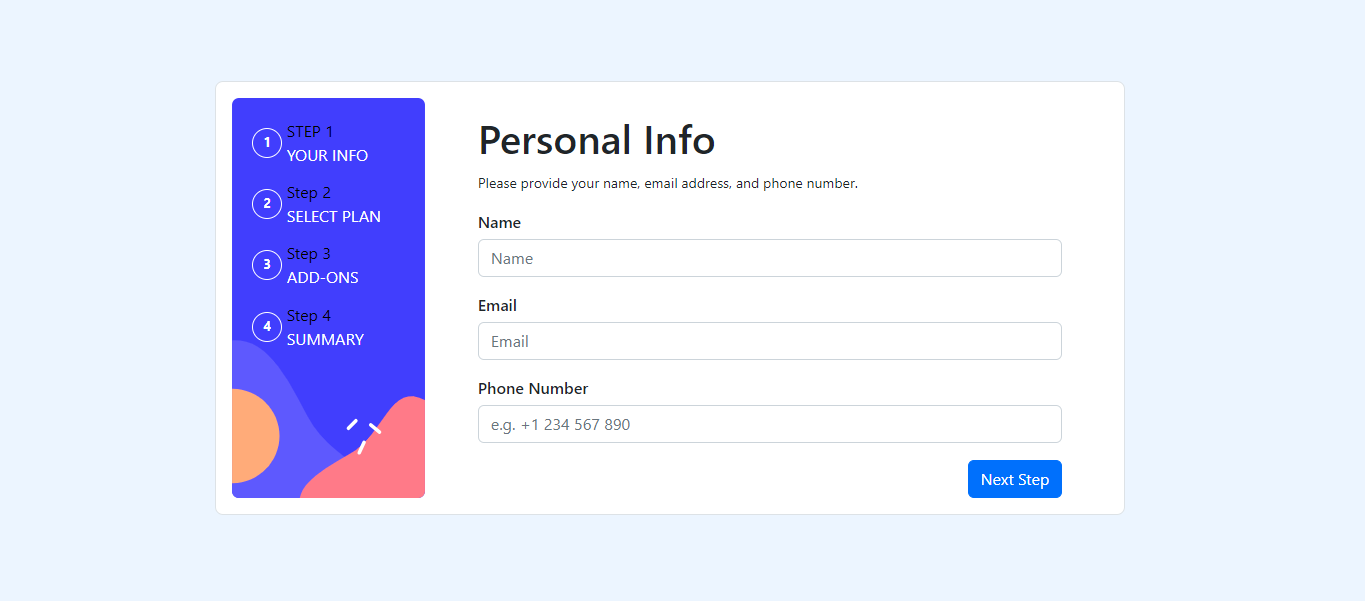 1
STEP 1
YOUR INFO
2
Step 2
SELECT PLAN
3
Step 3
ADD-ONS
4
Step 4
SUMMARY
Personal Info
Please provide your name, email address, and phone number.
Name
Name
Email
Email
Phone Number
e.g. +1 234 567 890
Next Step